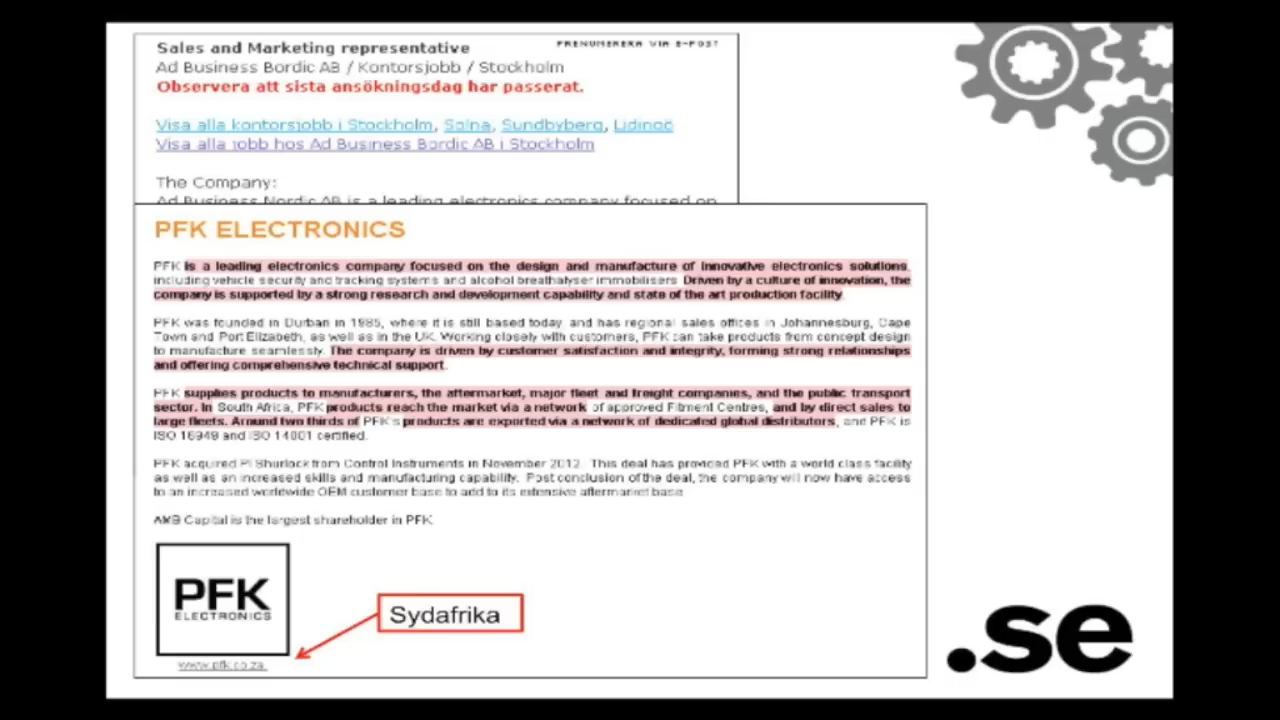 Sales and Marketing representative
PRENUMERERA VIA E-POST
Ad Business Bordic AB / Kontorsjobb / Stockholm
Observera att sista ansökningsdag har passerat.
Visa alla kontorsjobb i Stockholm, Solna, Sundbyberg, Lidingö
Visa alla jobb hos Ad Business Bordic AB i Stockholm
The Company:
Ad Business Nordic AB is a leading electronics company focused on
PFK ELECTRONICS
PFK is a leading electronics company focused on the design and manufacture of innovative electronics solutions,
including vehicle security and tracking systems and alcohol breathalyser immobilisers. Driven by a culture of innovation, the
company is supported by a strong research and development capability and state of the art production facility.
PFK was founded in Durban in 1985, where it is still based today, and has regional sales offices in Johannesburg, Cape
Town and Port Elizabeth, as well as in the UK. Working closely with customers, PFK can take products from concept design
to manufacture seamlessly. The company is driven by customer satisfaction and integrity, forming strong relationships
and offering comprehensive technical support.
PFK supplies products to manufacturers, the aftermarket, major fleet and freight companies, and the public transport
sector. In South Africa, PFK products reach the market via a network of approved Fitment Centres, and by direct sales to
large fleets. Around two thirds of PFK's products are exported via a network of dedicated global distributors, and PFK is
ISO 16949 and ISO 14001 certified.
PFK acquired PI Shurlock from Control Instruments in November 2012. This deal has provided PFK with a world class facility
as well as an increased skills and manufacturing capability. Post conclusion of the deal, the company will now have access
to an increased worldwide OEM customer base to add to its extensive aftermarket base.
Capital is the largest shareholder in PFK.
PFK
ELECTRONICS
Sydafrika
www.pfk.co.za
.se